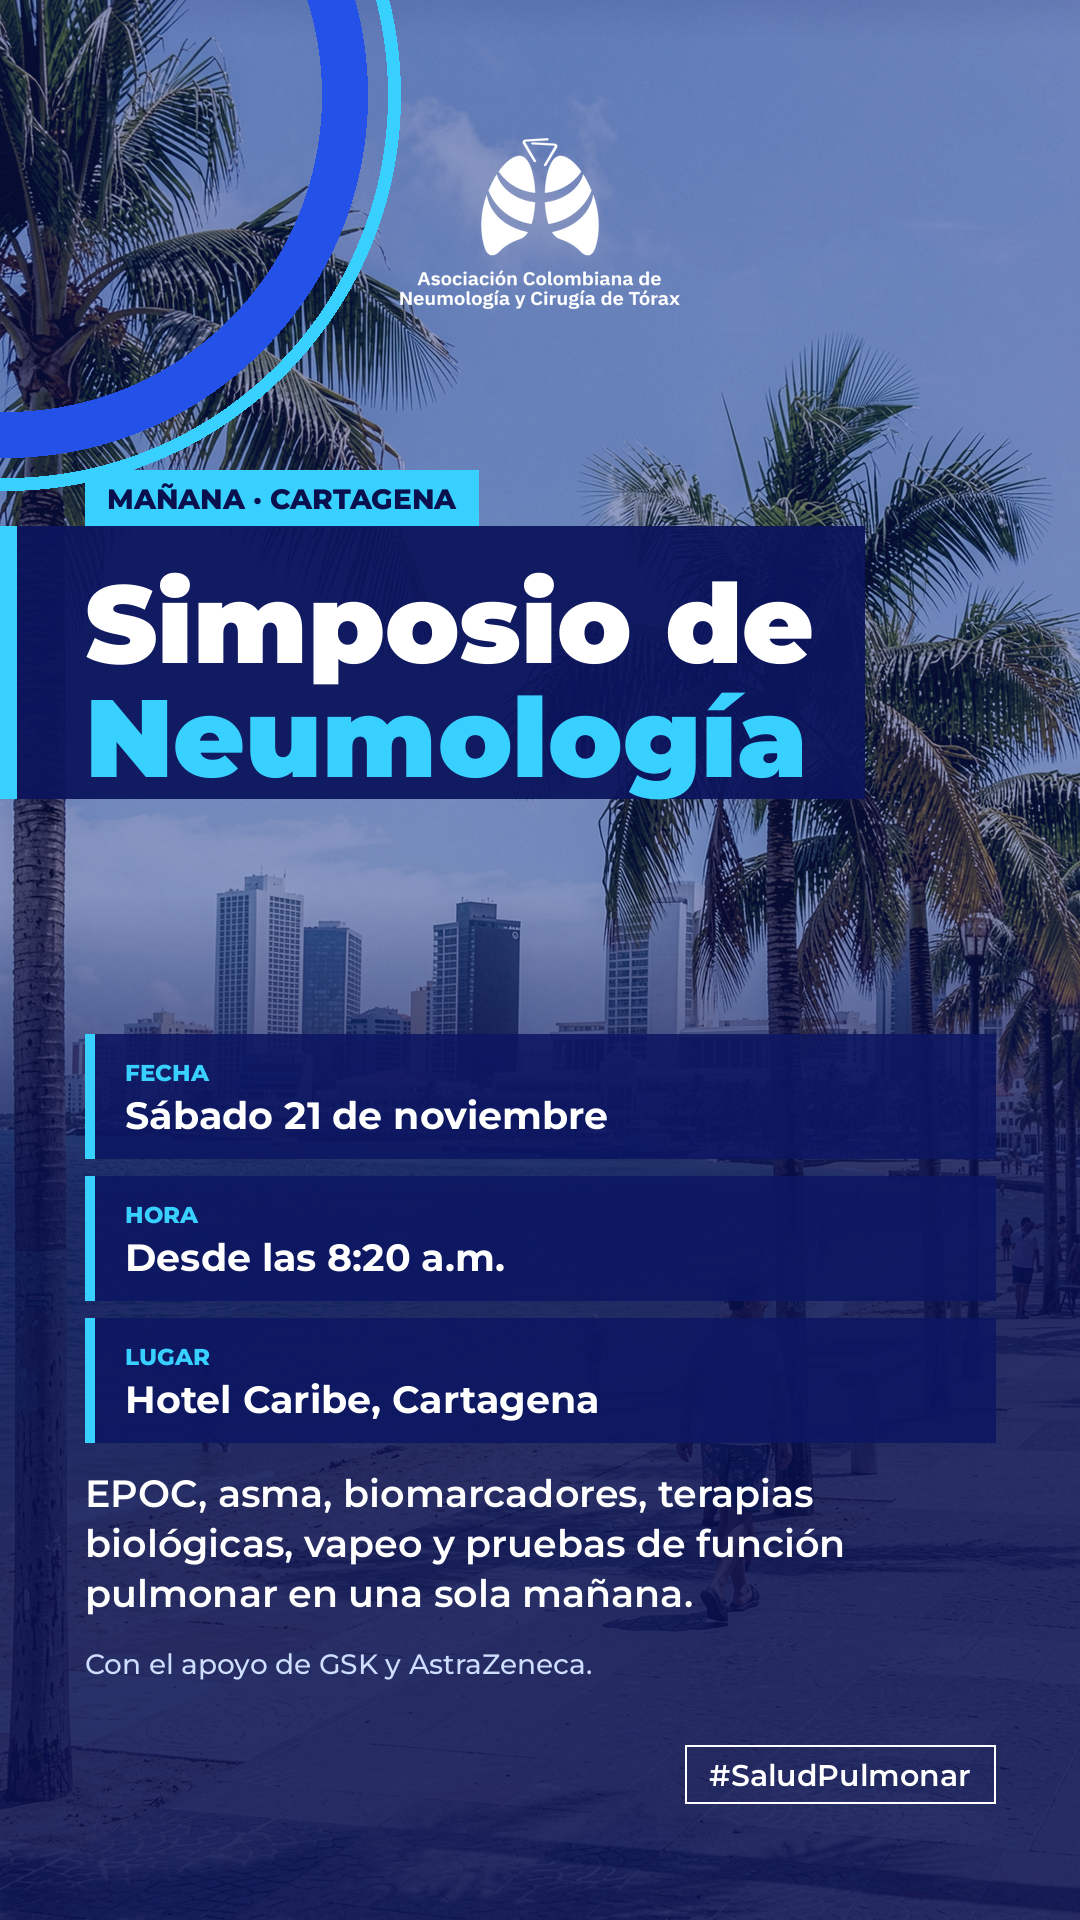 Asociación Colombiana de
Neumología y Cirugía de Tórax
MAÑANA · CARTAGENA
Simposio de
Neumología
FECHA
Sábado 21 de noviembre
HORA
Desde las 8:20 a.m.
LUGAR
Hotel Caribe, Cartagena
EPOC, asma, biomarcadores, terapias
biológicas, vapeo y pruebas de función
pulmonar en una sola mañana.
Con el apoyo de GSK y AstraZeneca.
#SaludPulmonar